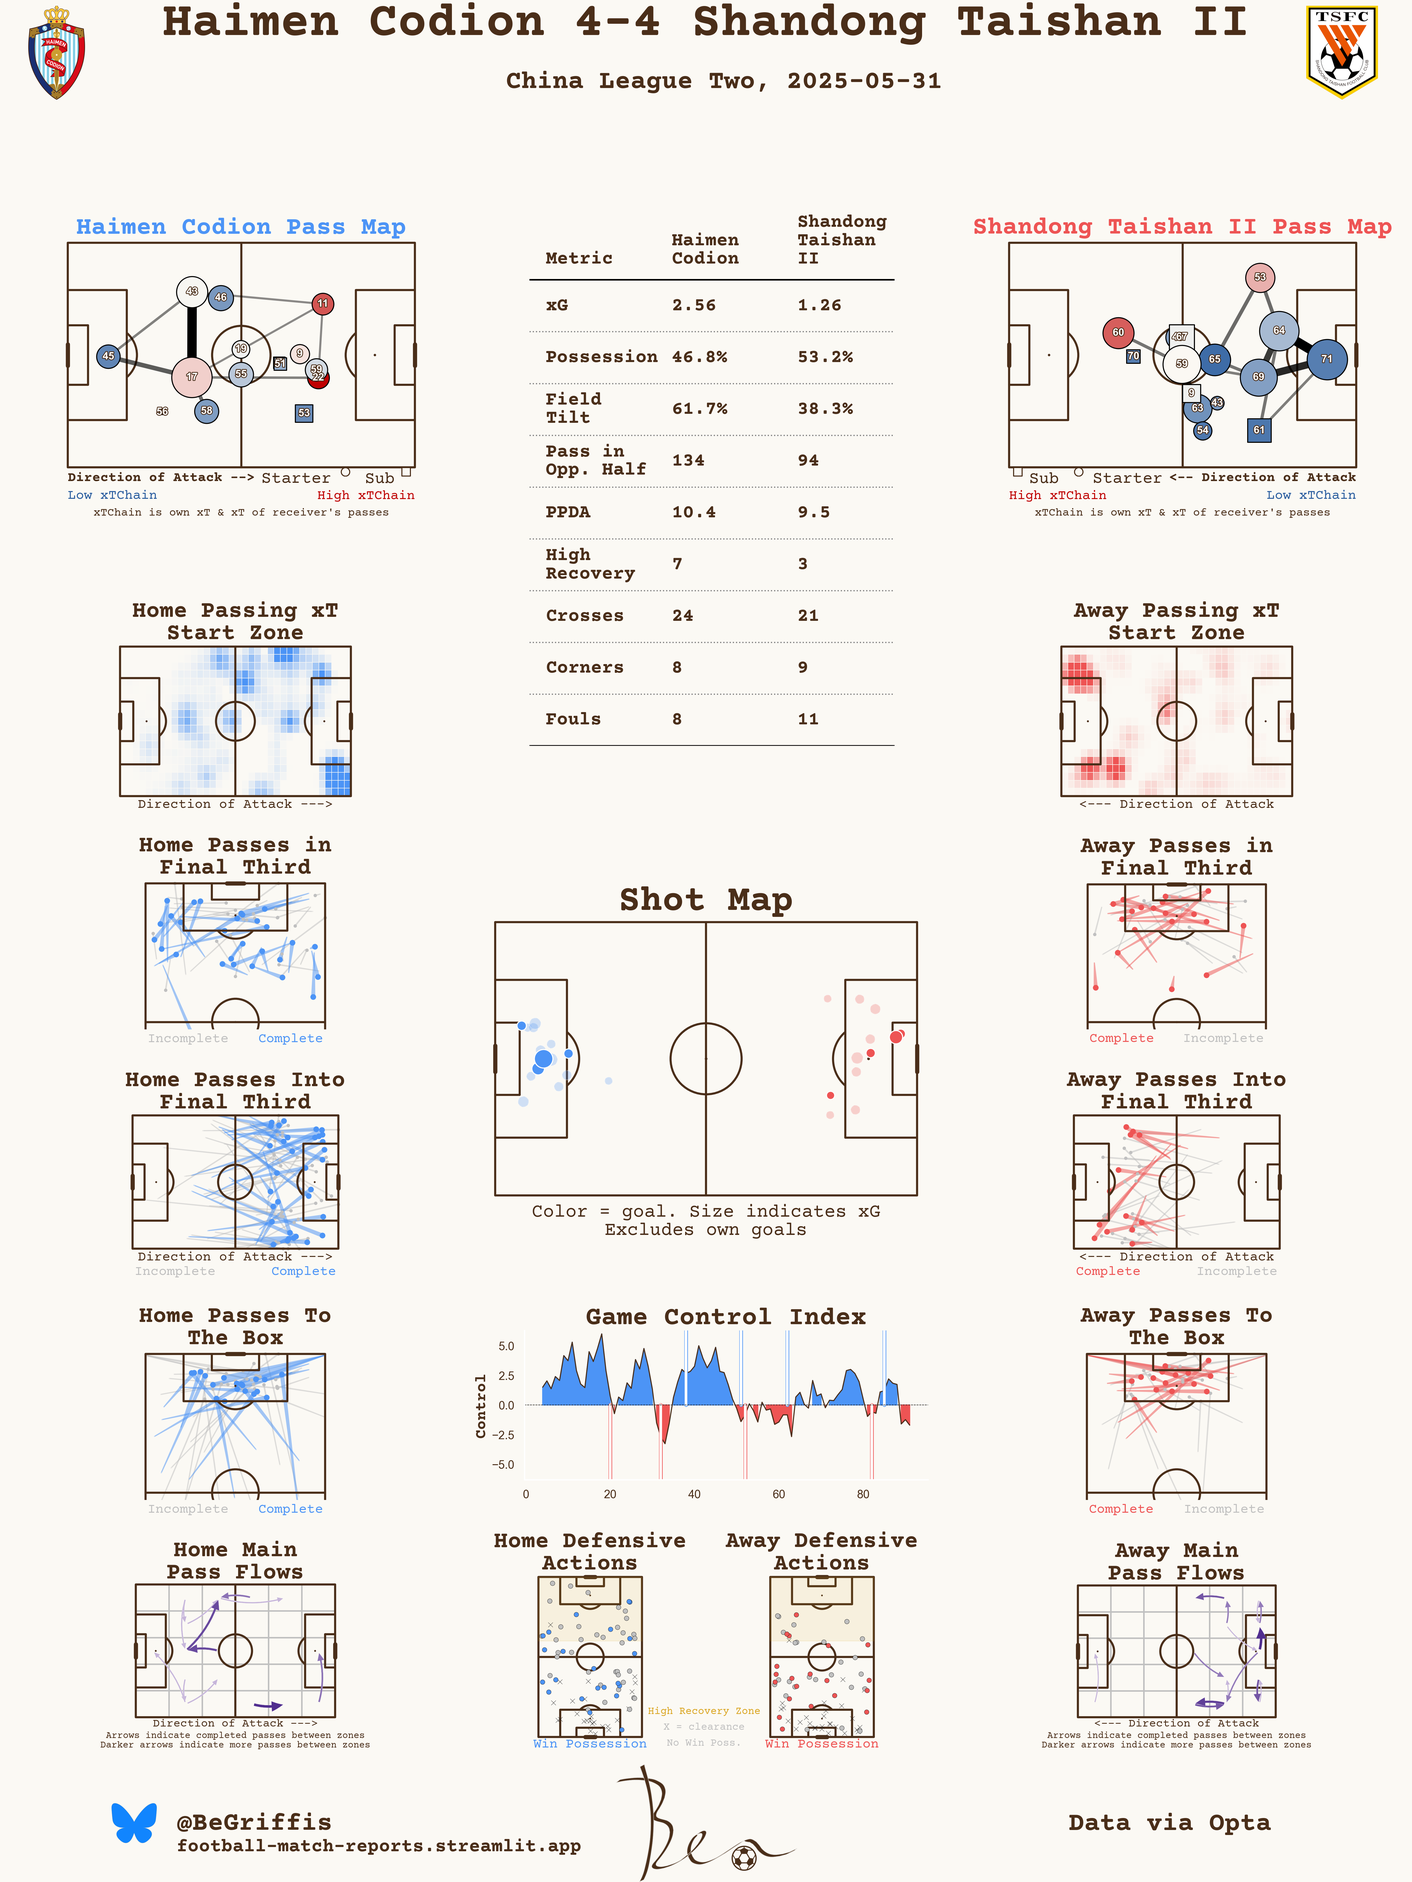 Haimen Codion 4-4 Shandong Taishan II
China League Two, 2025-05-31
HAIMEN
CODION
TSFC
Haimen Codion Pass Map
43
46
11
45
19
9
51
17
55
59
22
56
58
53
Direction of Attack --> Starter Sub
Low xTChain High xTChain
xTChain is own xT & xT of receiver's passes
Metric Haimen Codion Shandong Taishan II
xG 2.56 1.26
Possession 46.8% 53.2%
Field Tilt 61.7% 38.3%
Pass in Opp. Half 134 94
PPDA 10.4 9.5
High Recovery 7 3
Crosses 24 21
Corners 8 9
Fouls 8 11
Shandong Taishan II Pass Map
53
60
67
64
70
59
65
71
69
9
63
43
54
61
Sub Starter <-- Direction of Attack
High xTChain Low xTChain
xTChain is own xT & xT of receiver's passes
Home Passing xT
Start Zone
Direction of Attack --->
Away Passing xT
Start Zone
<--- Direction of Attack
Home Passes in
Final Third
Incomplete Complete
Away Passes in
Final Third
Complete Incomplete
Shot Map
Color = goal. Size indicates xG
Excludes own goals
Home Passes Into
Final Third
Direction of Attack --->
Incomplete Complete
Away Passes Into
Final Third
<--- Direction of Attack
Complete Incomplete
Home Passes To
The Box
Incomplete Complete
Game Control Index
Control
5.0
2.5
0.0
−2.5
−5.0
0 20 40 60 80
Away Passes To
The Box
Complete Incomplete
Home Main
Pass Flows
Direction of Attack --->
Arrows indicate completed passes between zones
Darker arrows indicate more passes between zones
Home Defensive
Actions
Win Possession
Away Defensive
Actions
Win Possession
High Recovery Zone
X = clearance
No Win Poss.
Away Main
Pass Flows
<--- Direction of Attack
Arrows indicate completed passes between zones
Darker arrows indicate more passes between zones
@BeGriffis
football-match-reports.streamlit.app
Ben
Data via Opta